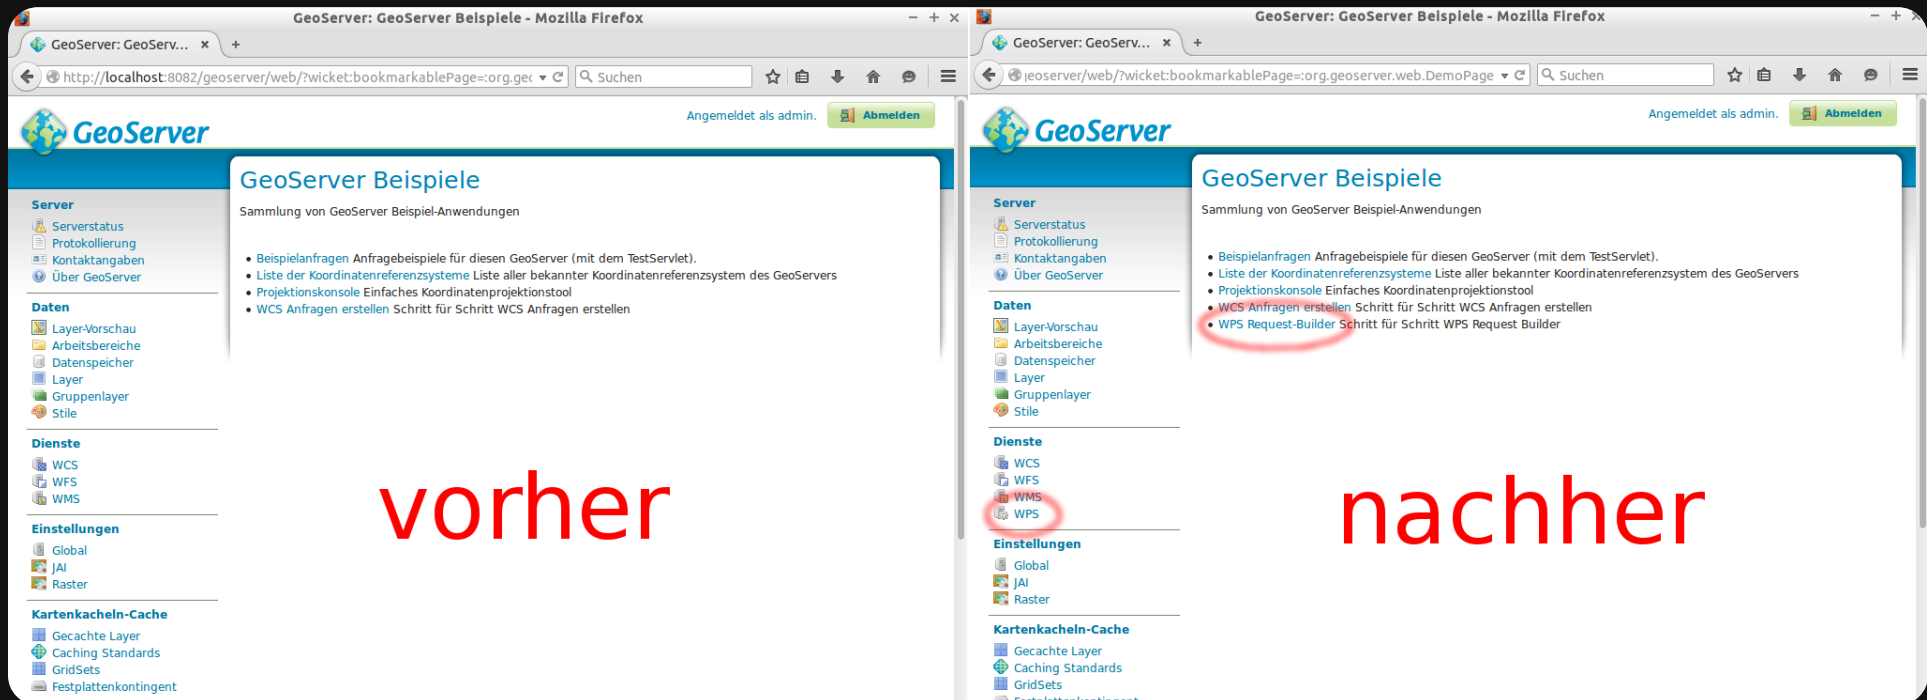 GeoServer: GeoServer Beispiele - Mozilla Firefox
GeoServer: GeoServ...
http://localhost:8082/geoserver/web/?wicket:bookmarkablePage=:org.geo
Suchen
GeoServer
Angemeldet als admin.
Abmelden
Server
Serverstatus
Protokollierung
Kontaktangaben
Über GeoServer
Daten
Layer-Vorschau
Arbeitsbereiche
Datenspeicher
Layer
Gruppenlayer
Stile
Dienste
WCS
WFS
WMS
Einstellungen
Global
JAI
Raster
Kartenkacheln-Cache
Gecachte Layer
Caching Standards
GridSets
Festplattenkontingent
GeoServer Beispiele
Sammlung von GeoServer Beispiel-Anwendungen
• Beispielanfragen Anfragebeispiele für diesen GeoServer (mit dem TestServlet).
• Liste der Koordinatenreferenzsysteme Liste aller bekannter Koordinatenreferenzsystem des GeoServers
• Projektionskonsole Einfaches Koordinatenprojektionstool
• WCS Anfragen erstellen Schritt für Schritt WCS Anfragen erstellen
vorher
GeoServer: GeoServer Beispiele - Mozilla Firefox
GeoServer: GeoServ...
geoserver/web/?wicket:bookmarkablePage=:org.geoserver.web.DemoPage
Suchen
GeoServer
Angemeldet als admin.
Abmelden
Server
Serverstatus
Protokollierung
Kontaktangaben
Über GeoServer
Daten
Layer-Vorschau
Arbeitsbereiche
Datenspeicher
Layer
Gruppenlayer
Stile
Dienste
WCS
WFS
WMS
WPS
Einstellungen
Global
JAI
Raster
Kartenkacheln-Cache
Gecachte Layer
Caching Standards
GridSets
Festplattenkontingent
GeoServer Beispiele
Sammlung von GeoServer Beispiel-Anwendungen
• Beispielanfragen Anfragebeispiele für diesen GeoServer (mit dem TestServlet).
• Liste der Koordinatenreferenzsysteme Liste aller bekannter Koordinatenreferenzsystem des GeoServers
• Projektionskonsole Einfaches Koordinatenprojektionstool
• WCS Anfragen erstellen Schritt für Schritt WCS Anfragen erstellen
• WPS Request-Builder Schritt für Schritt WPS Request Builder
nachher